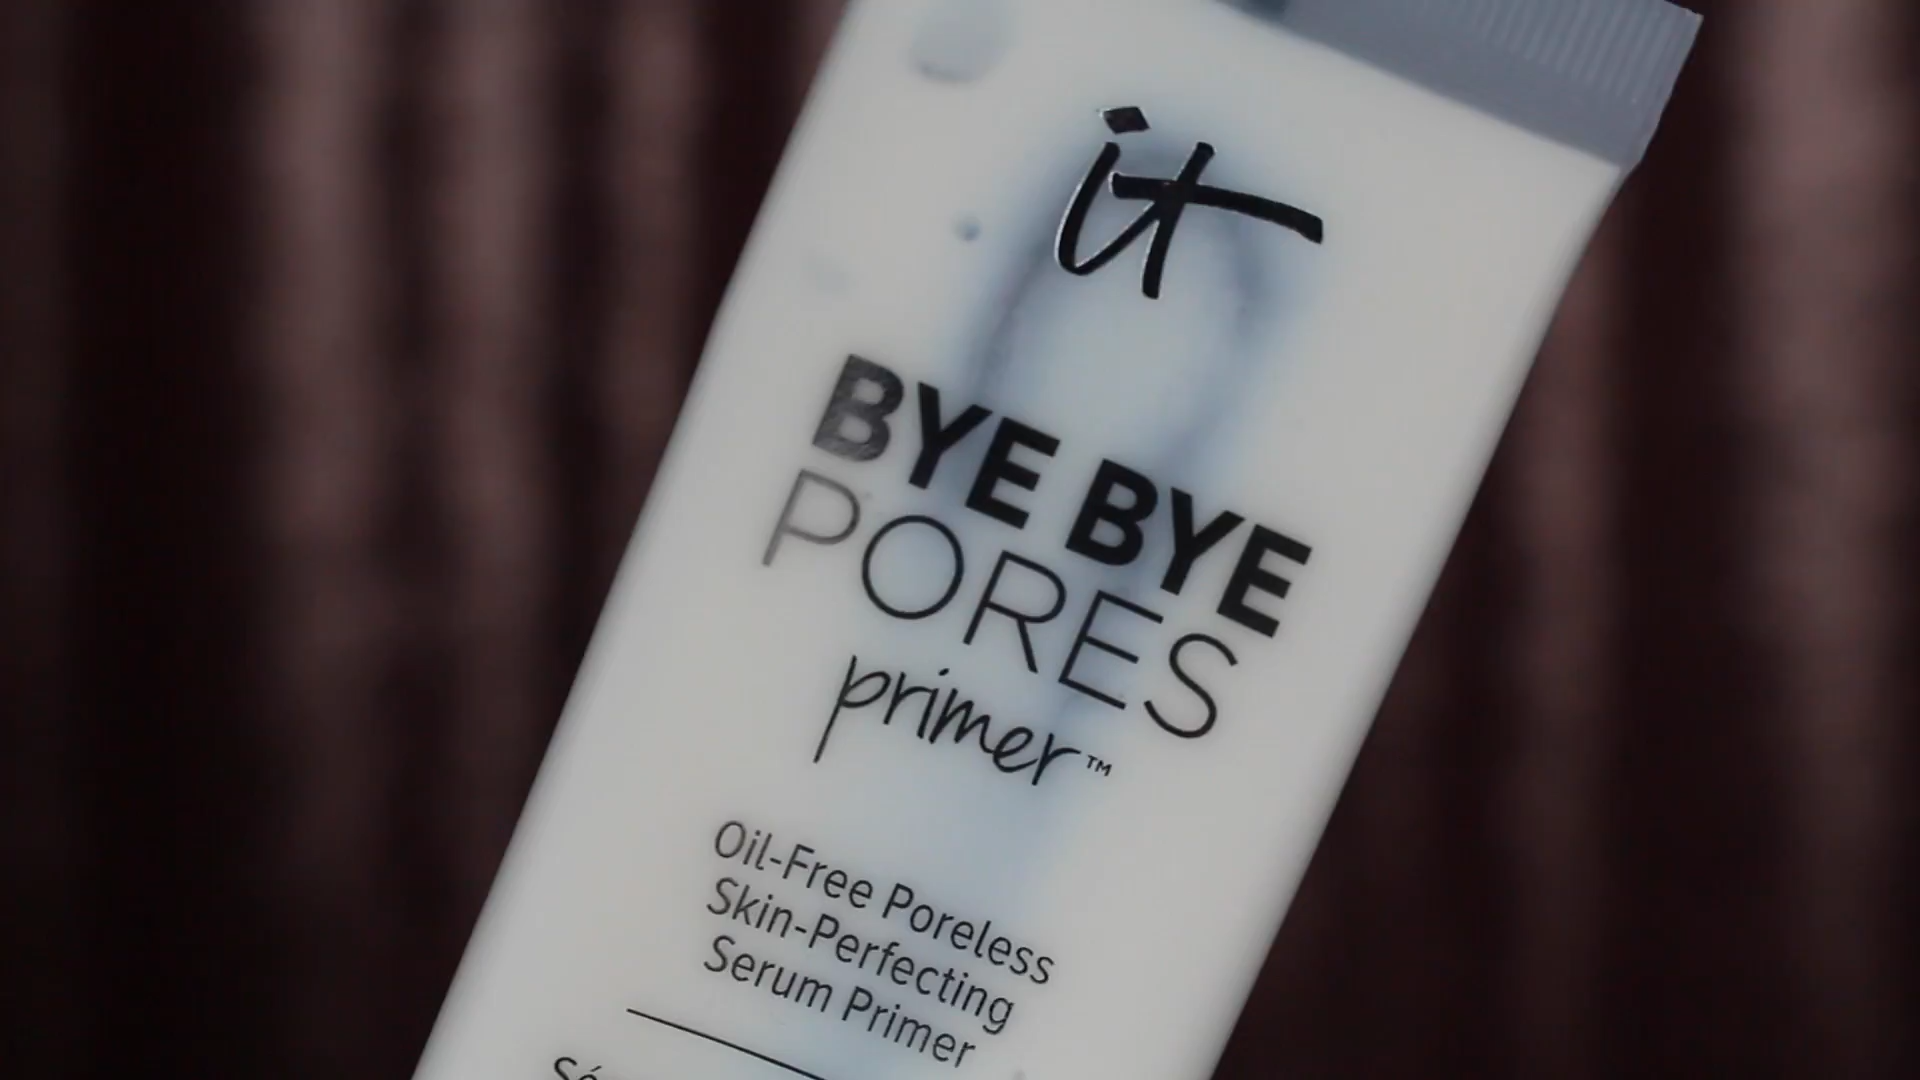 it
BYE BYE
PORES
primer™
Oil-Free Poreless
Skin-Perfecting
Serum Primer